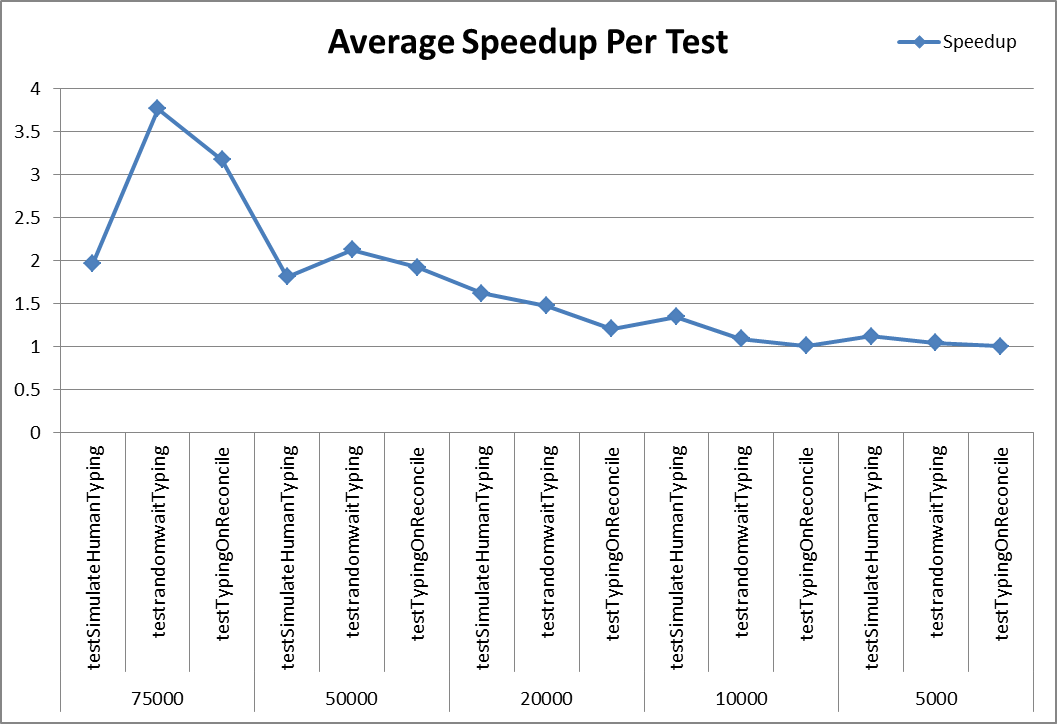 Average Speedup Per Test
Speedup
4
3.5
3
2.5
2
1.5
1
0.5
0
testSimulateHumanTyping
testrandomwaitTyping
testTypingOnReconcile
testSimulateHumanTyping
testrandomwaitTyping
testTypingOnReconcile
testSimulateHumanTyping
testrandomwaitTyping
testTypingOnReconcile
testSimulateHumanTyping
testrandomwaitTyping
testTypingOnReconcile
testSimulateHumanTyping
testrandomwaitTyping
testTypingOnReconcile
75000
50000
20000
10000
5000